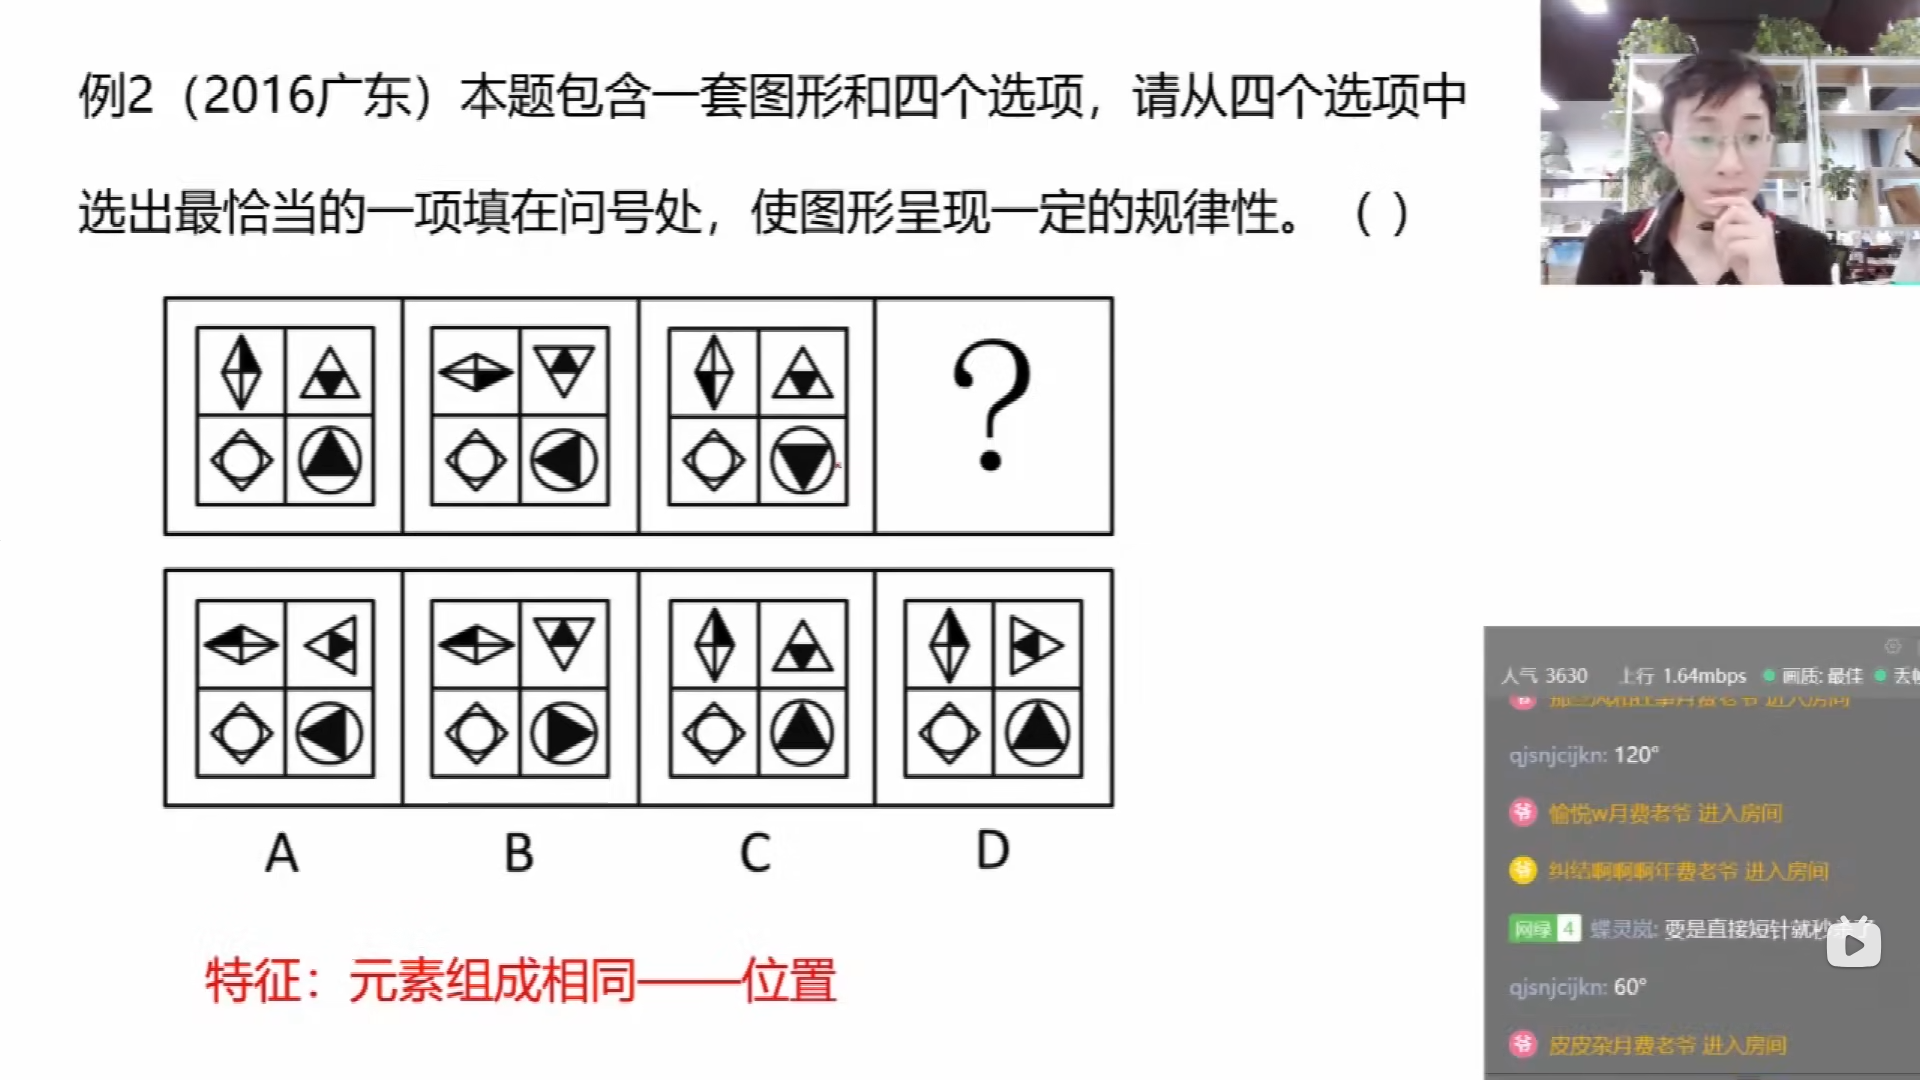 例2（2016广东）本题包含一套图形和四个选项，请从四个选项中
选出最恰当的一项填在问号处，使图形呈现一定的规律性。（ ）
?
A B C D
特征：元素组成相同——位置
人气 3630 上行 1.64mbps 画质: 最佳 丢帧
进入房间
qjsnjcijkn: 120°
爷 愉悦w月费老爷 进入房间
爷 纠结啊啊啊年费老爷 进入房间
网绿 4 蝶灵岚: 要是直接短针就秒杀了
qjsnjcijkn: 60°
爷 皮皮杂月费老爷 进入房间